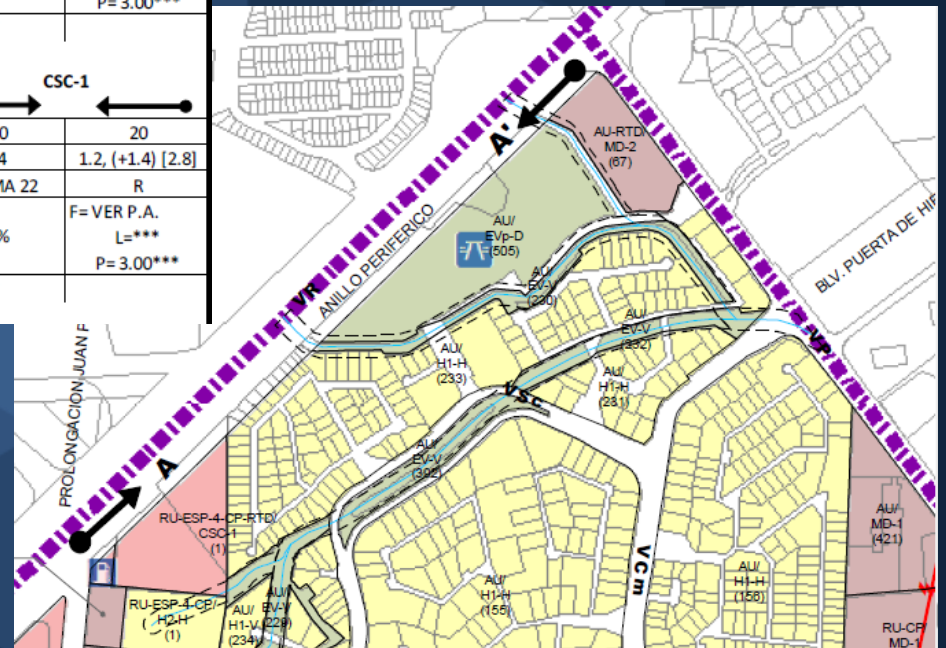 P= 3.00***
CSC-1
0
20
4
1.2, (+1.4) [2.8]
MA 22
R
%
F= VER P.A.
L=***
P= 3.00***
A'
AU-RTD/
MD-2
(67)
AU/
EVp-D
(505)
ANILLO PERIFERICO
VR
AU/
EV-V
(230)
BLV. PUERTA DE HIE
AU/
EV-V
(232)
VP
AU/
H1-H
(233)
AU/
H1-H
(231)
VSc
PROLONGACION JUAN P
A
AU/
EV-V
(302)
RU-ESP-4-CP-RTD/
CSC-1
(1)
AU/
MD-1
(421)
VCm
AU/
H1-H
(155)
AU/
H1-H
(156)
RU-ESP-4-CP/
H2-H
(1)
AU/
H1-V
(234)
AU/
EV-V
(229)
RU-CP/
MD-1